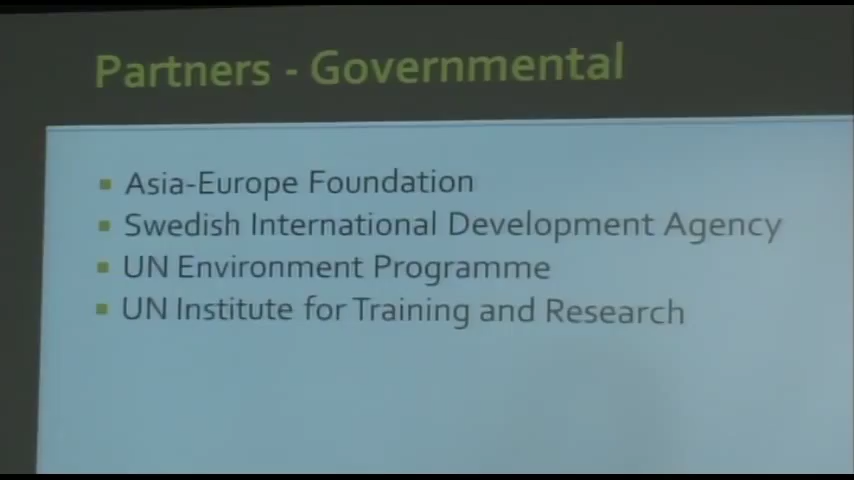 Partners - Governmental
Asia-Europe Foundation
Swedish International Development Agency
UN Environment Programme
UN Institute for Training and Research